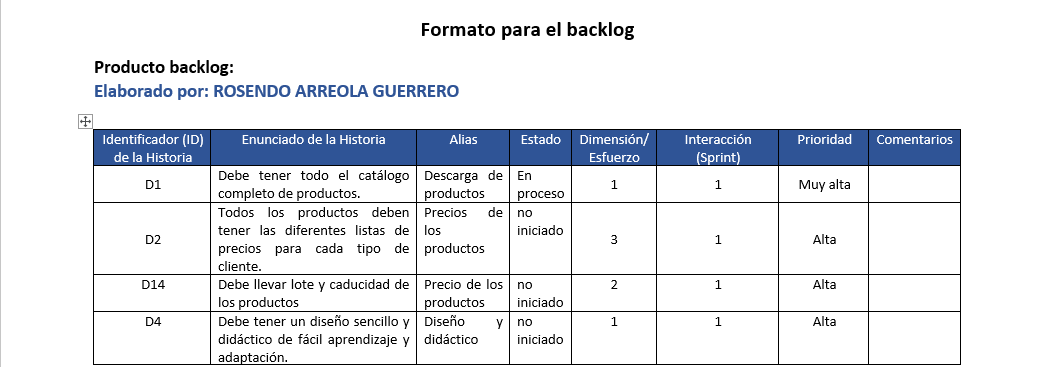 Formato para el backlog
Producto backlog:
Elaborado por: ROSENDO ARREOLA GUERRERO
Identificador (ID) de la Historia
Enunciado de la Historia
Alias
Estado
Dimensión/ Esfuerzo
Interacción (Sprint)
Prioridad
Comentarios
D1
Debe tener todo el catálogo
completo de productos.
Descarga de
productos
En
proceso
1
1
Muy alta
D2
Todos los productos deben
tener las diferentes listas de
precios para cada tipo de
cliente.
Precios de
los
productos
no
iniciado
3
1
Alta
D14
Debe llevar lote y caducidad de
los productos
Precio de los
productos
no
iniciado
2
1
Alta
D4
Debe tener un diseño sencillo y
didáctico de fácil aprendizaje y
adaptación.
Diseño y
didáctico
no
iniciado
1
1
Alta